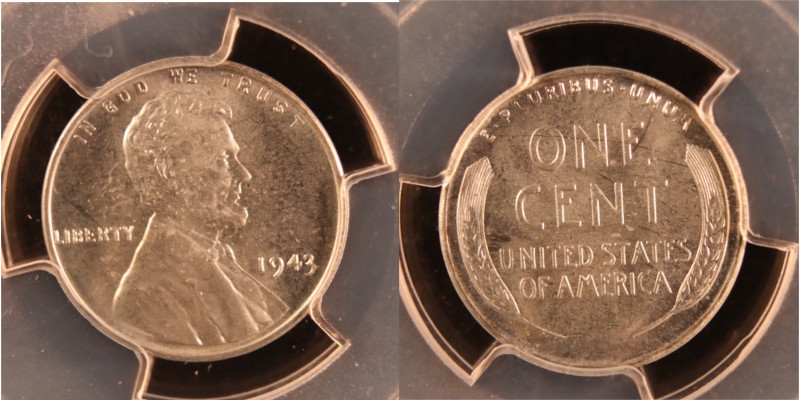 IN GOD WE TRUST
LIBERTY
1943
E·PLURIBUS·UNUM
ONE
CENT
UNITED STATES
OF AMERICA